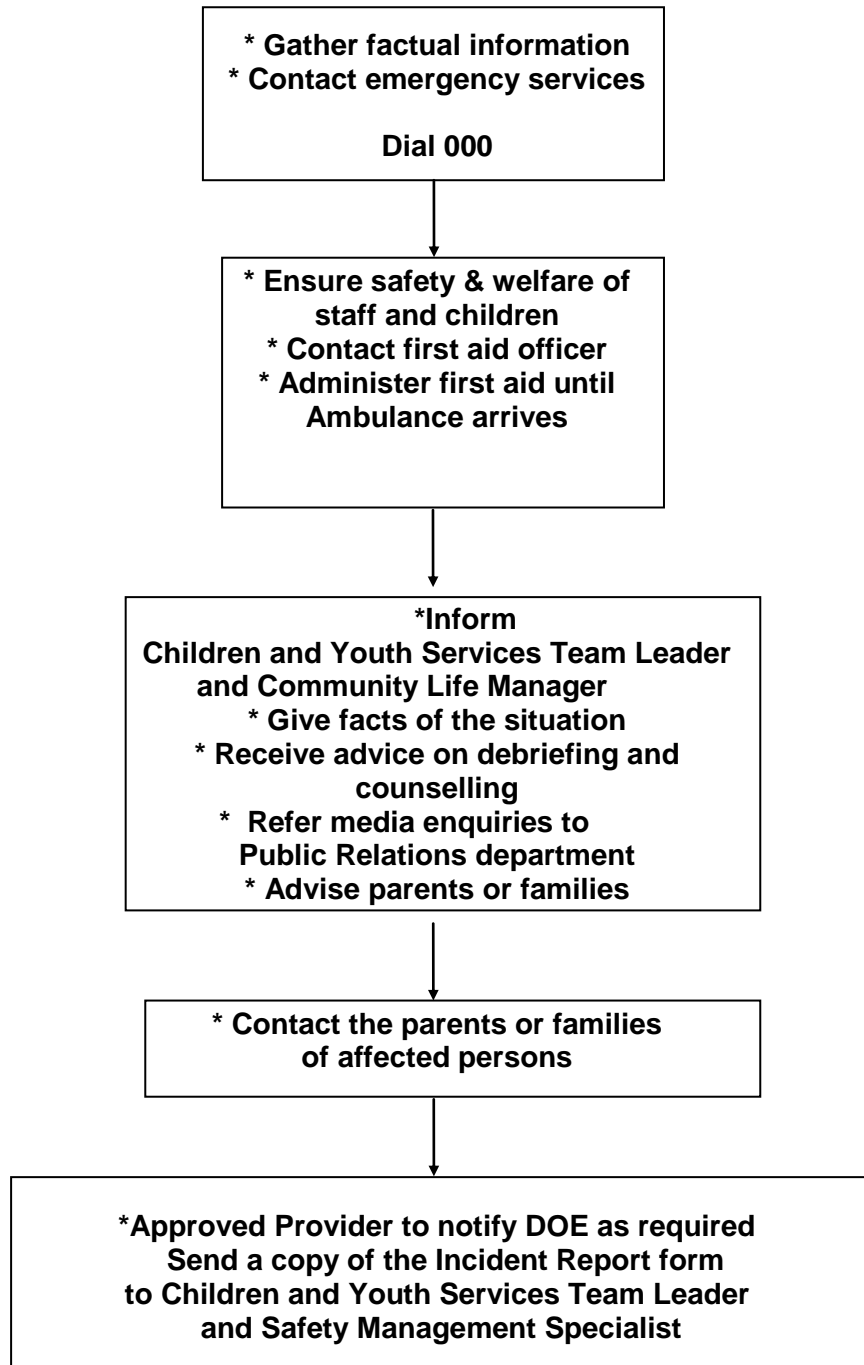 * Gather factual information
* Contact emergency services
Dial 000
* Ensure safety & welfare of
staff and children
* Contact first aid officer
* Administer first aid until
Ambulance arrives
*Inform
Children and Youth Services Team Leader
and Community Life Manager
* Give facts of the situation
* Receive advice on debriefing and
counselling
* Refer media enquiries to
Public Relations department
* Advise parents or families
* Contact the parents or families
of affected persons
*Approved Provider to notify DOE as required
Send a copy of the Incident Report form
to Children and Youth Services Team Leader
and Safety Management Specialist